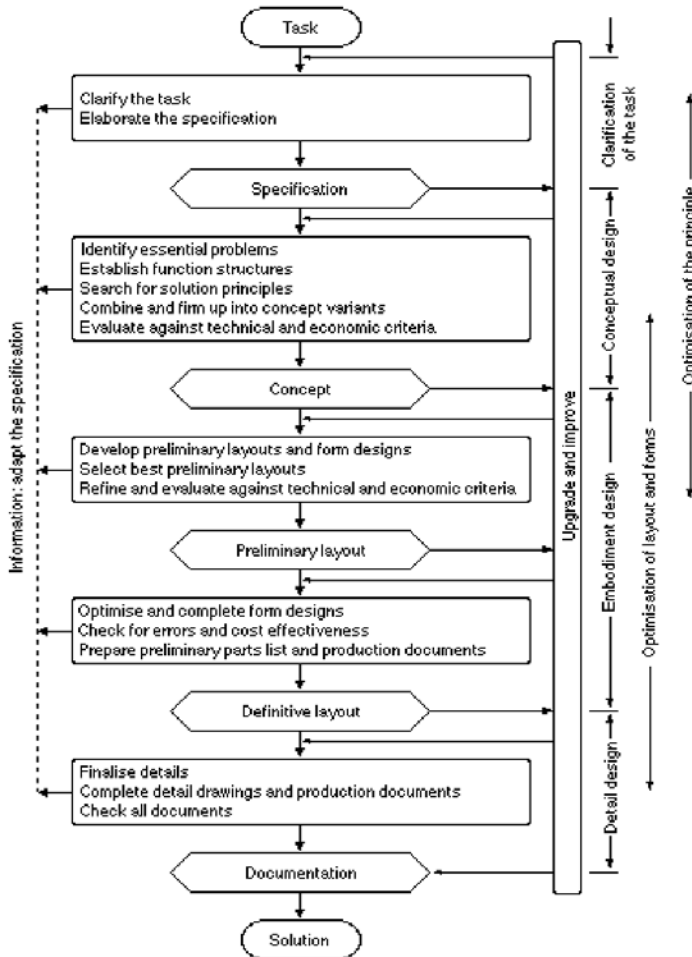 Task
Clarify the task
Elaborate the specification
Specification
Identify essential problems
Establish function structures
Search for solution principles
Combine and firm up into concept variants
Evaluate against technical and economic criteria
Concept
Develop preliminary layouts and form designs
Select best preliminary layouts
Refine and evaluate against technical and economic criteria
Preliminary layout
Optimise and complete form designs
Check for errors and cost effectiveness
Prepare preliminary parts list and production documents
Definitive layout
Finalise details
Complete detail drawings and production documents
Check all documents
Documentation
Solution
Information: adapt the specification
Upgrade and improve
Clarification
of the task
Conceptual design
Embodiment design
Detail design
Optimisation of layout and forms
Optimisation of the principle